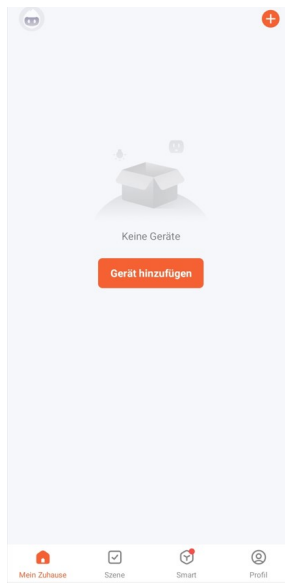 Keine Geräte
Gerät hinzufügen
Mein Zuhause
Szene
Smart
Profil